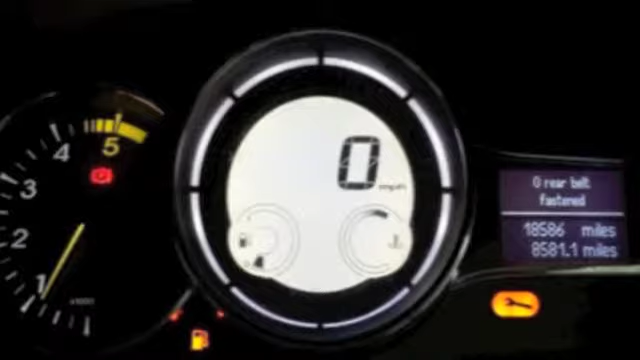 5
4
3
2
1
0
mph
0 rear belt
fastened
18586 miles
8581.1 miles